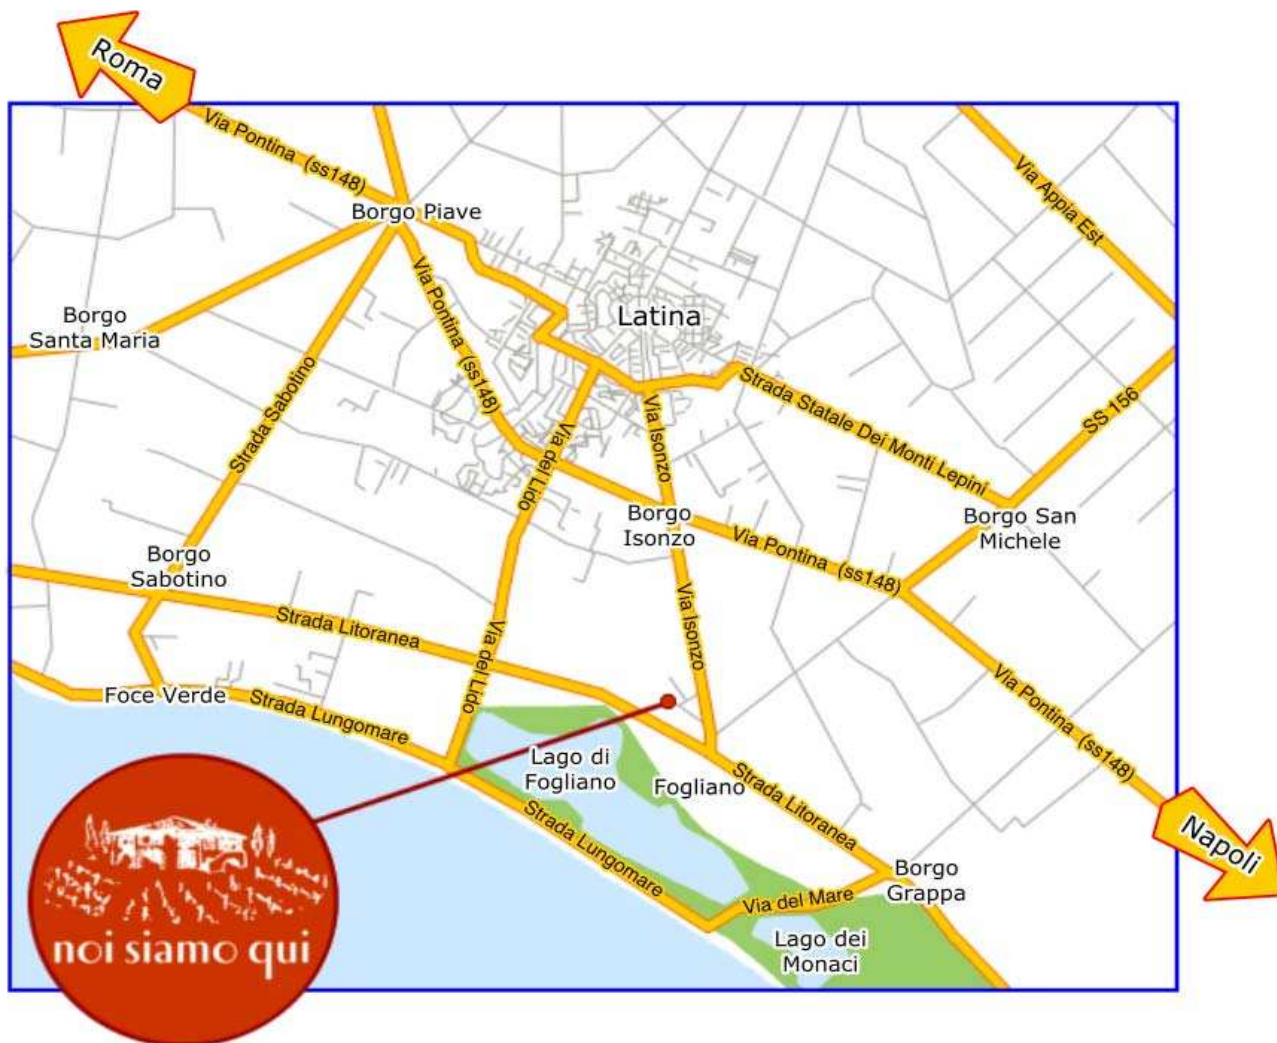 Roma
Via Pontina (ss148)
Borgo Piave
Via Appia Est
Via Pontina (ss148)
Latina
Borgo
Santa Maria
Strada Sabotino
Strada Statale Dei Monti Lepini
SS 156
Via Isonzo
Via del Lido
Borgo
Isonzo
Borgo San
Michele
Via Pontina (ss148)
Borgo
Sabotino
Strada Litoranea
Via del Lido
Via Isonzo
Foce Verde
Strada Lungomare
Via Pontina (ss148)
Lago di
Fogliano
Fogliano
Strada Litoranea
Strada Lungomare
Napoli
Borgo
Grappa
Via del Mare
Lago dei
Monaci
noi siamo qui